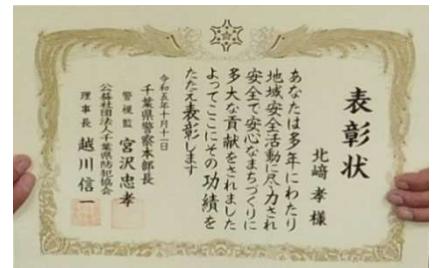 表彰状
北﨑孝様
あなたは多年にわたり
地域安全活動に尽力され
安全で安心なまちづくりに
多大な貢献をされました
よってここにその功績を
たたえ表彰します
令和五年十月十一日
千葉県警察本部長
警視監 宮沢忠孝
公益社団法人千葉県防犯協会
理事長 越川信一